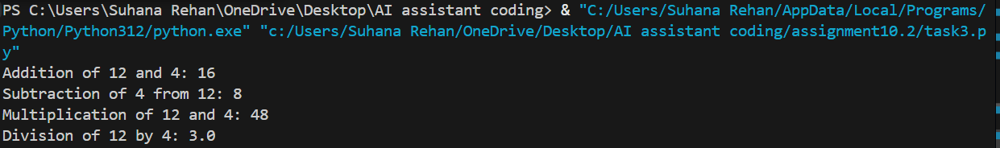 PS C:\Users\Suhana Rehan\OneDrive\Desktop\AI assistant coding> & "C:/Users/Suhana Rehan/AppData/Local/Programs/
Python/Python312/python.exe" "c:/Users/Suhana Rehan/OneDrive/Desktop/AI assistant coding/assignment10.2/task3.p
y"
Addition of 12 and 4: 16
Subtraction of 4 from 12: 8
Multiplication of 12 and 4: 48
Division of 12 by 4: 3.0